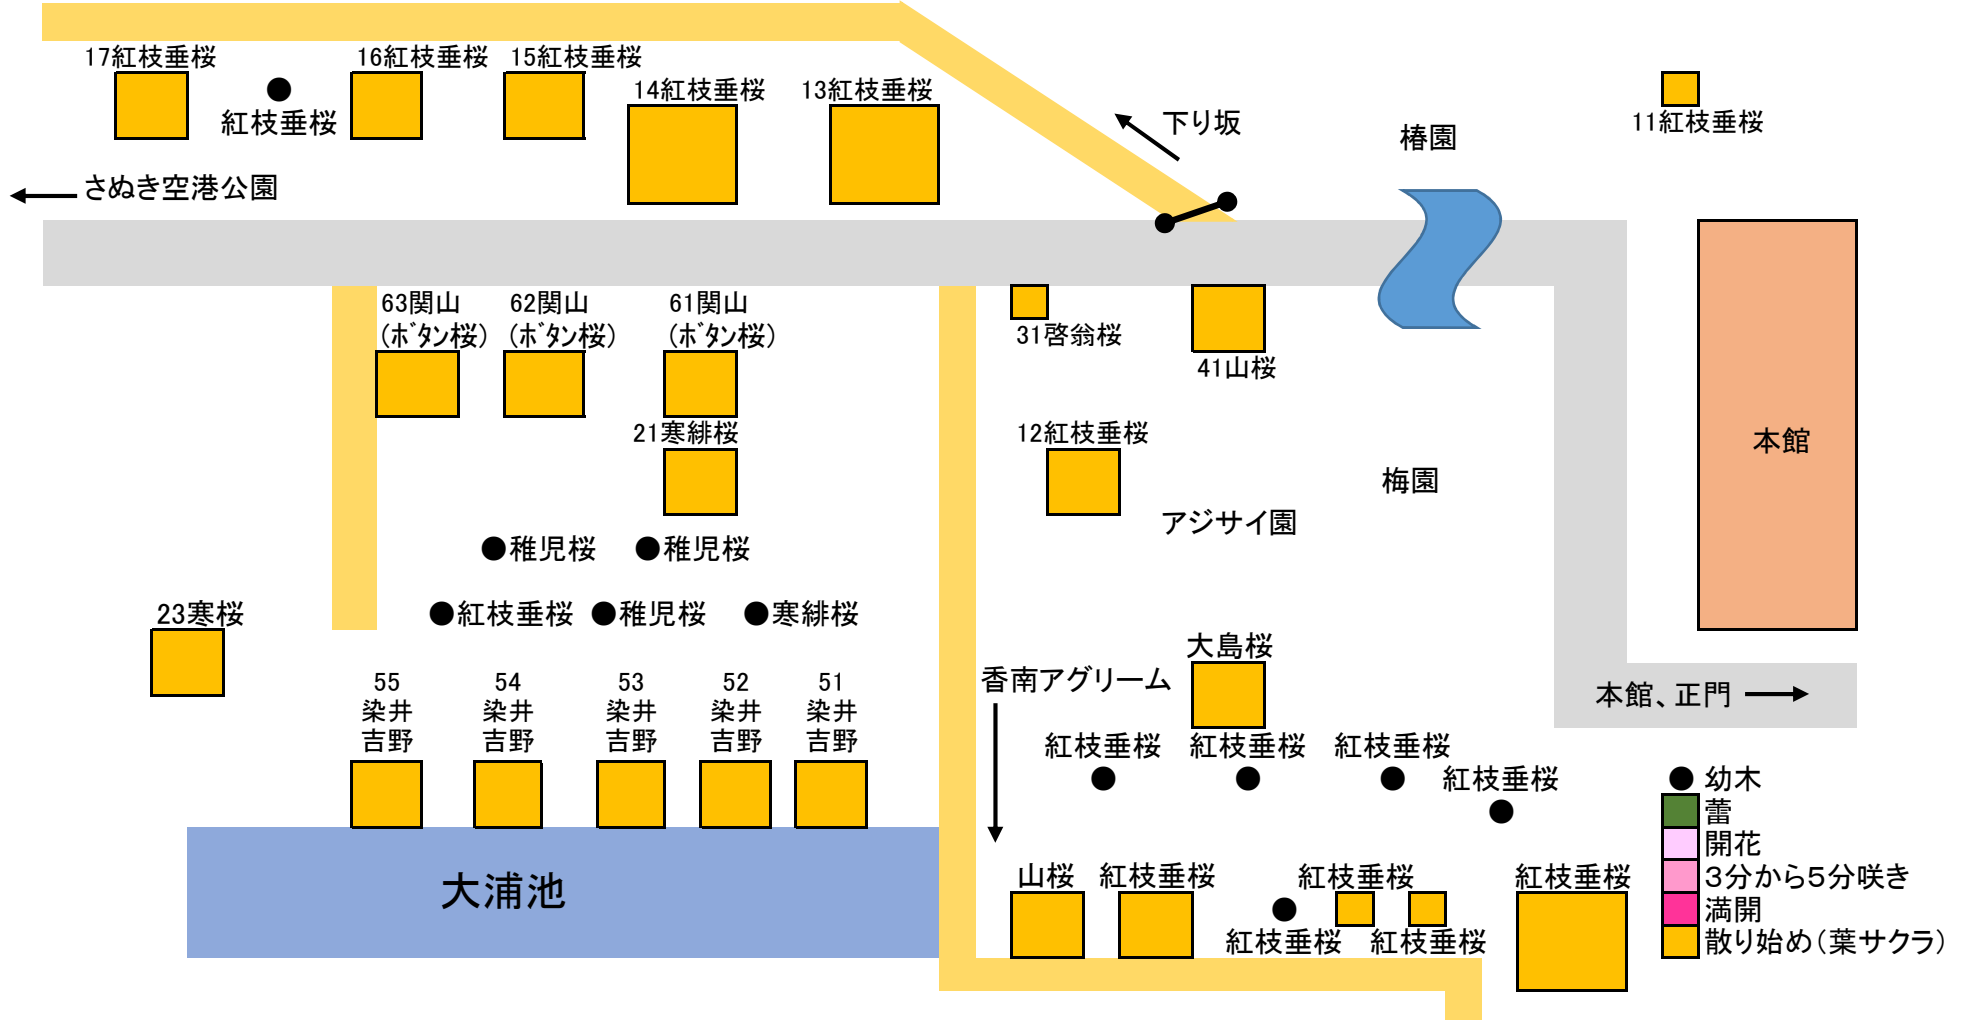 17紅枝垂桜
16紅枝垂桜
15紅枝垂桜
14紅枝垂桜
13紅枝垂桜
紅枝垂桜
下り坂
椿園
11紅枝垂桜
さぬき空港公園
63関山
(ボタン桜)
62関山
(ボタン桜)
61関山
(ボタン桜)
31啓翁桜
41山桜
21寒緋桜
12紅枝垂桜
本館
梅園
アジサイ園
稚児桜
稚児桜
23寒桜
紅枝垂桜
稚児桜
寒緋桜
大島桜
香南アグリーム
本館、正門
55
染井
吉野
54
染井
吉野
53
染井
吉野
52
染井
吉野
51
染井
吉野
紅枝垂桜
紅枝垂桜
紅枝垂桜
紅枝垂桜
大浦池
山桜
紅枝垂桜
紅枝垂桜
紅枝垂桜
紅枝垂桜
紅枝垂桜
幼木
蕾
開花
3分から5分咲き
満開
散り始め(葉サクラ)